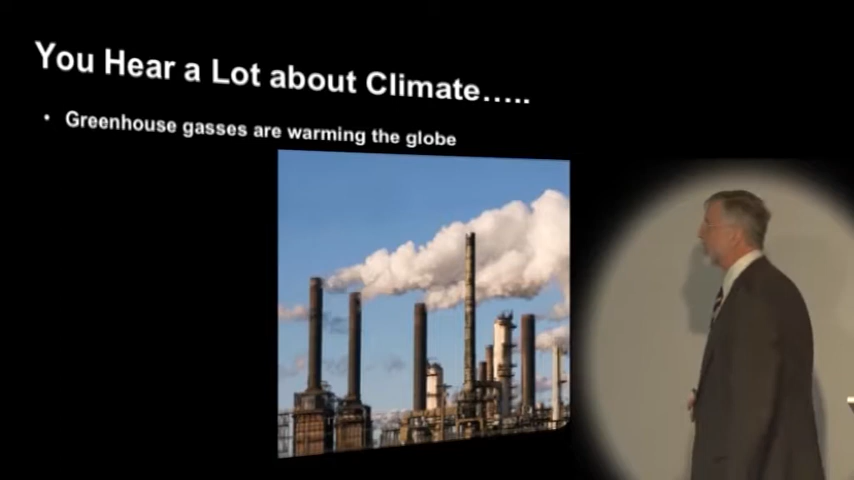 You Hear a Lot about Climate.....
• Greenhouse gasses are warming the globe